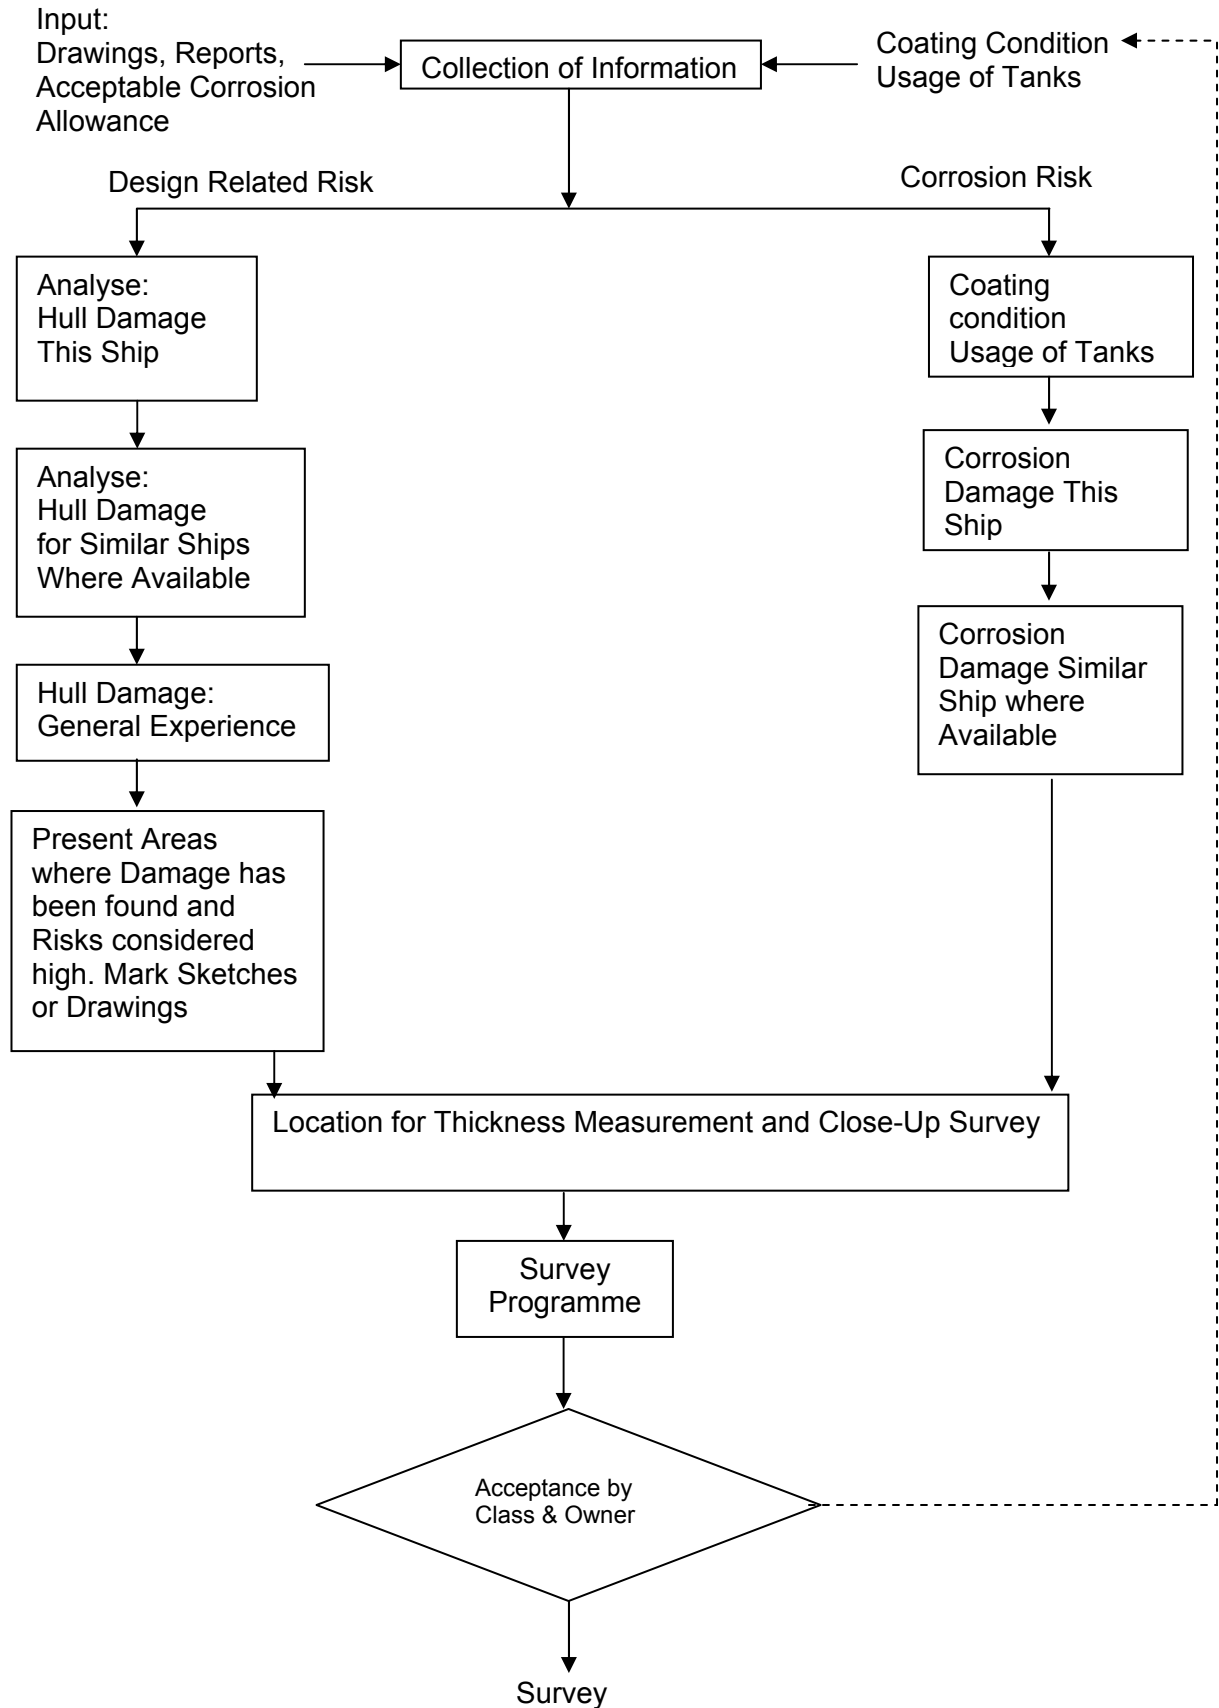 Input:
Drawings, Reports,
Acceptable Corrosion
Allowance
Collection of Information
Coating Condition
Usage of Tanks
Design Related Risk
Corrosion Risk
Analyse:
Hull Damage
This Ship
Coating
condition
Usage of Tanks
Analyse:
Hull Damage
for Similar Ships
Where Available
Corrosion
Damage This
Ship
Hull Damage:
General Experience
Corrosion
Damage Similar
Ship where
Available
Present Areas
where Damage has
been found and
Risks considered
high. Mark Sketches
or Drawings
Location for Thickness Measurement and Close-Up Survey
Survey
Programme
Acceptance by
Class & Owner
Survey